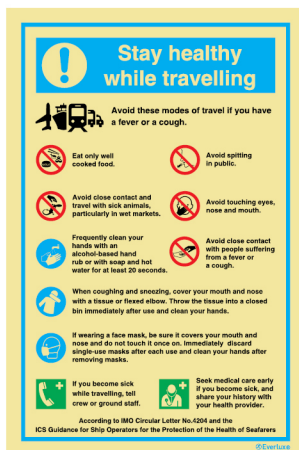 Stay healthy
while travelling
Avoid these modes of travel if you have
a fever or a cough.
Eat only well
cooked food.
Avoid spitting
in public.
Avoid close contact and
travel with sick animals,
particularly in wet markets.
Avoid touching eyes,
nose and mouth.
Frequently clean your
hands with an
alcohol-based hand
rub or with soap and hot
water for at least 20 seconds.
Avoid close contact
with people suffering
from a fever or
a cough.
When coughing and sneezing, cover your mouth and nose
with a tissue or flexed elbow. Throw the tissue into a closed
bin immediately after use and clean your hands.
If wearing a face mask, be sure it covers your mouth and
nose and do not touch it once on. Immediately discard
single-use masks after each use and clean your hands after
removing masks.
If you become sick
while travelling, tell
crew or ground staff.
Seek medical care early
if you become sick, and
share your history with
your health provider.
According to IMO Circular Letter No.4204 and the
ICS Guidance for Ship Operators for the Protection of the Health of Seafarers
Everluxe